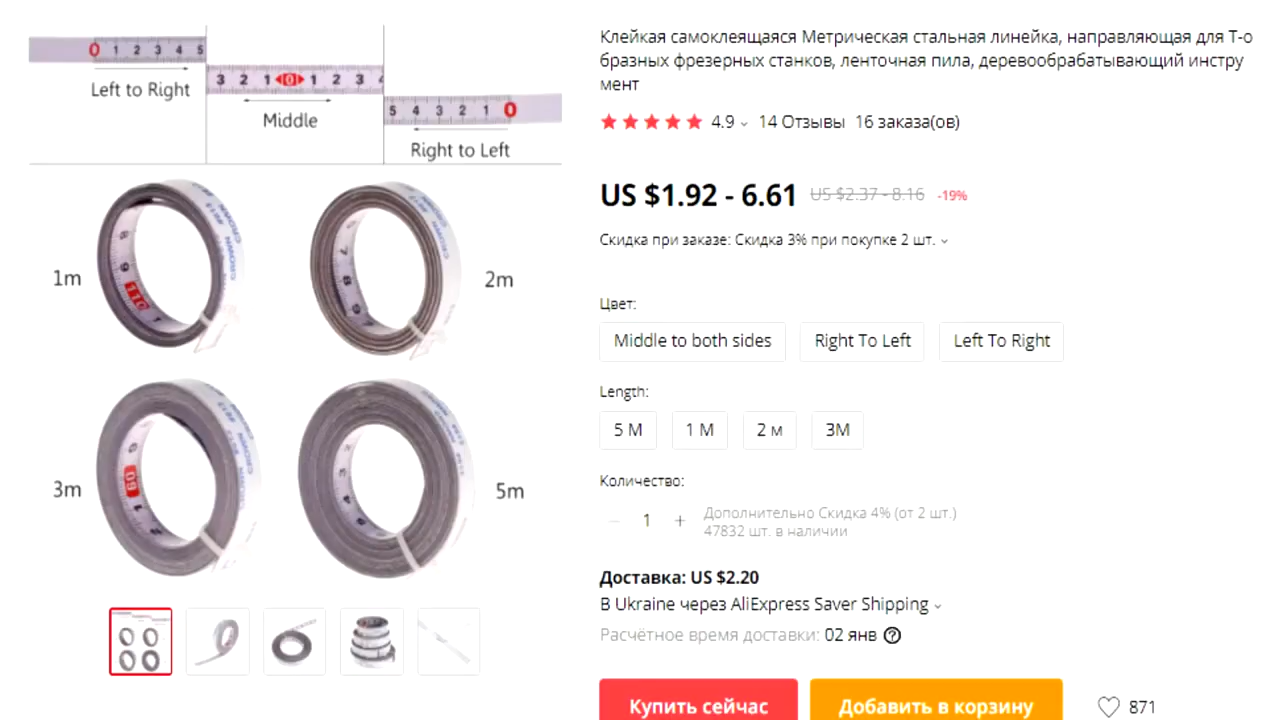 0 1 2 3 4 5
Left to Right
3 2 1 0 1 2 3 4
Middle
5 4 3 2 1 0
Right to Left
1m
2m
3m
5m
Клейкая самоклеящаяся Метрическая стальная линейка, направляющая для Т-о
бразных фрезерных станков, ленточная пила, деревообрабатывающий инстру
мент
4.9 14 Отзывы 16 заказа(ов)
US $1.92 - 6.61 US $2.37 - 8.16 -19%
Скидка при заказе: Скидка 3% при покупке 2 шт.
Цвет:
Middle to both sides Right To Left Left To Right
Length:
5 M 1 M 2 м 3M
Количество:
− 1 + Дополнительно Скидка 4% (от 2 шт.)
47832 шт. в наличии
Доставка: US $2.20
В Ukraine через AliExpress Saver Shipping
Расчётное время доставки: 02 янв ?
Купить сейчас Добавить в корзину 871